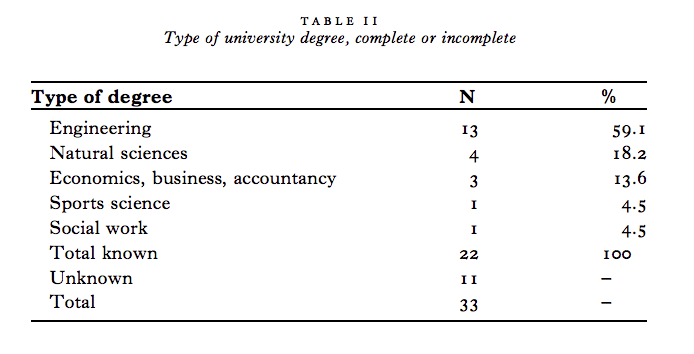 TABLE II
Type of university degree, complete or incomplete
Type of degree N %
Engineering 13 59.1
Natural sciences 4 18.2
Economics, business, accountancy 3 13.6
Sports science 1 4.5
Social work 1 4.5
Total known 22 100
Unknown 11 –
Total 33 –